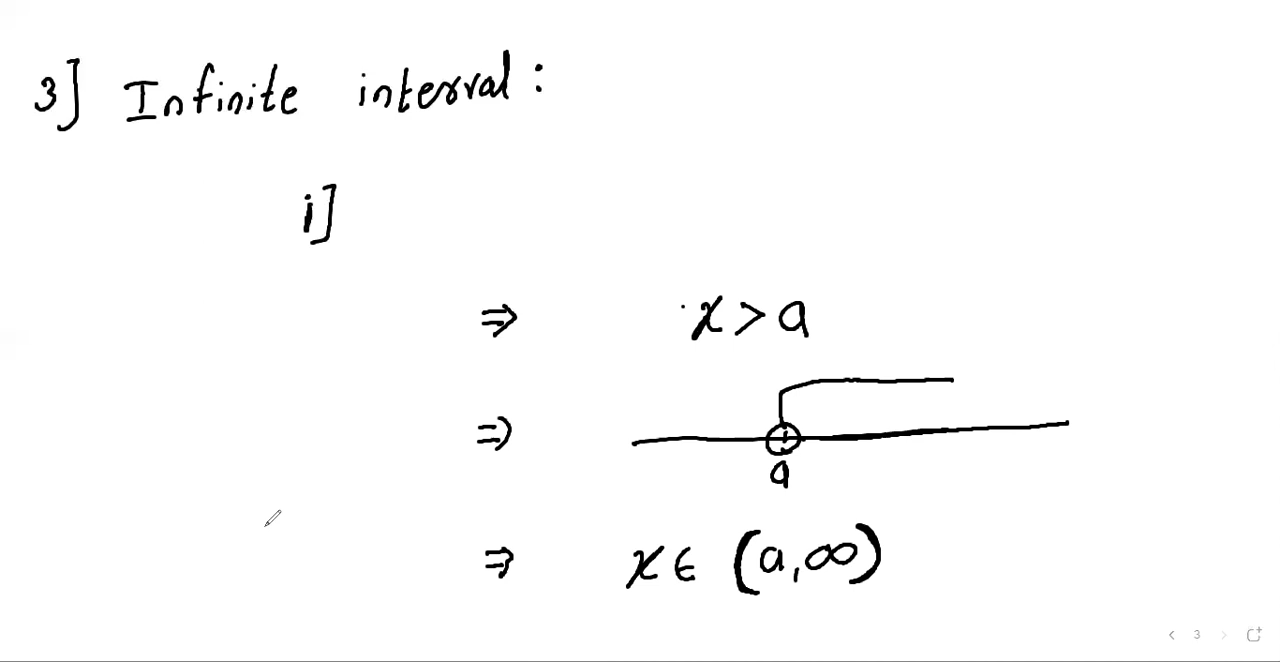 3] Infinite interval:
i]
⇒ x > a
⇒
a
⇒ x ∈ (a, ∞)
3